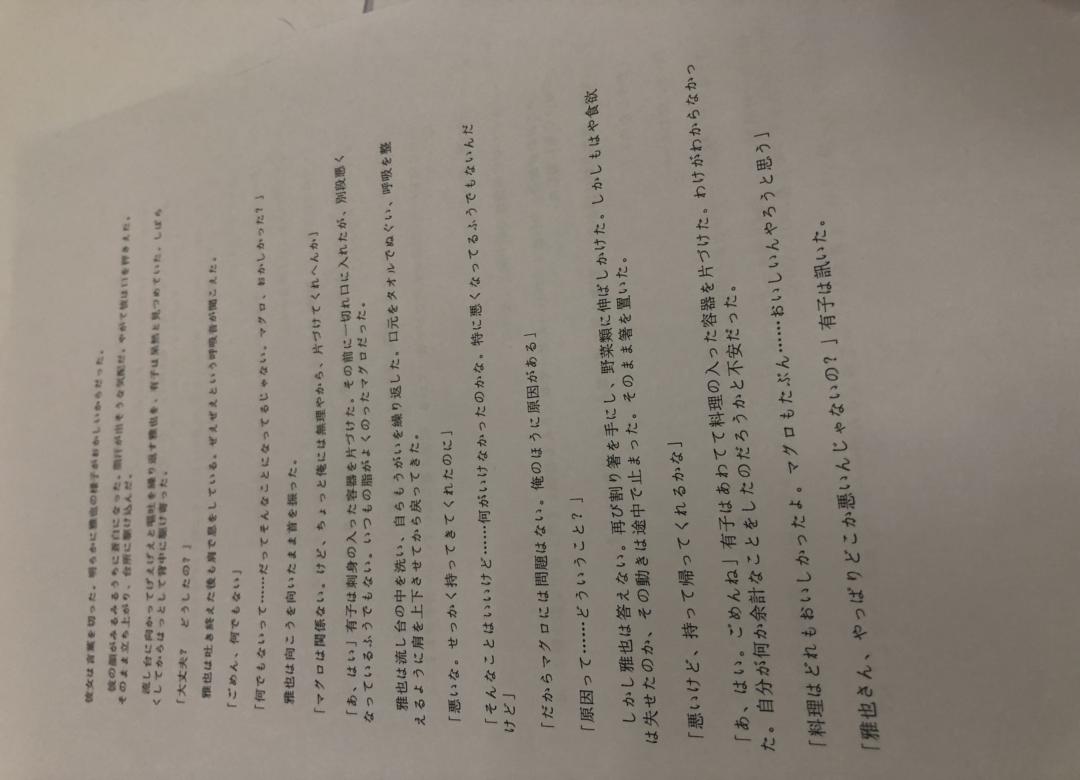 彼女は言葉を切った。明らかに雅也の様子がおかしいからだった。
彼の顔がみるみるうちに蒼白になった。脂汗が出そうな気配だ。やがて彼は口を押さえた。
そのまま立ち上がり、台所に駆け込んだ。
流し台に向かってげえげえと嘔吐を繰り返す雅也を、有子は呆然と見つめていた。しばら
くしてからはっとして背中に駆け寄った。
「大丈夫? どうしたの?」
雅也は吐き終えた後も肩で息をしている。ぜえぜえという呼吸音が聞こえた。
「ごめん、何でもない」
「何でもないって……だってそんなことになってるじゃない。マグロ、おかしかった?」
雅也は向こうを向いたまま首を振った。
「マグロは関係ない。けど、ちょっと俺には無理やから、片づけてくれへんか」
「あ、はい」有子は刺身の入った容器を片づけた。その前に一切れ口に入れたが、別段悪く
なっているふうでもない。いつもの脂がよくのったマグロだった。
雅也は流し台の中を洗い、自らもうがいを繰り返した。口元をタオルでぬぐい、呼吸を整
えるように肩を上下させてから戻ってきた。
「悪いな。せっかく持ってきてくれたのに」
「そんなことはいいけど……何がいけなかったのかな。特に悪くなってるふうでもないんだ
けど」
「だからマグロには問題はない。俺のほうに原因がある」
「原因って……どういうこと?」
しかし雅也は答えない。再び割り箸を手にし、野菜類に伸ばしかけた。しかしもはや食欲
は失せたのか、その動きは途中で止まった。そのまま箸を置いた。
「悪いけど、持って帰ってくれるかな」
「あ、はい。ごめんね」有子はあわてて料理の入った容器を片づけた。わけがわからなかっ
た。自分が何か余計なことをしたのだろうかと不安だった。
「料理はどれもおいしかったよ。マグロもたぶん……おいしいんやろうと思う」
「雅也さん、やっぱりどこか悪いんじゃないの?」有子は訊いた。